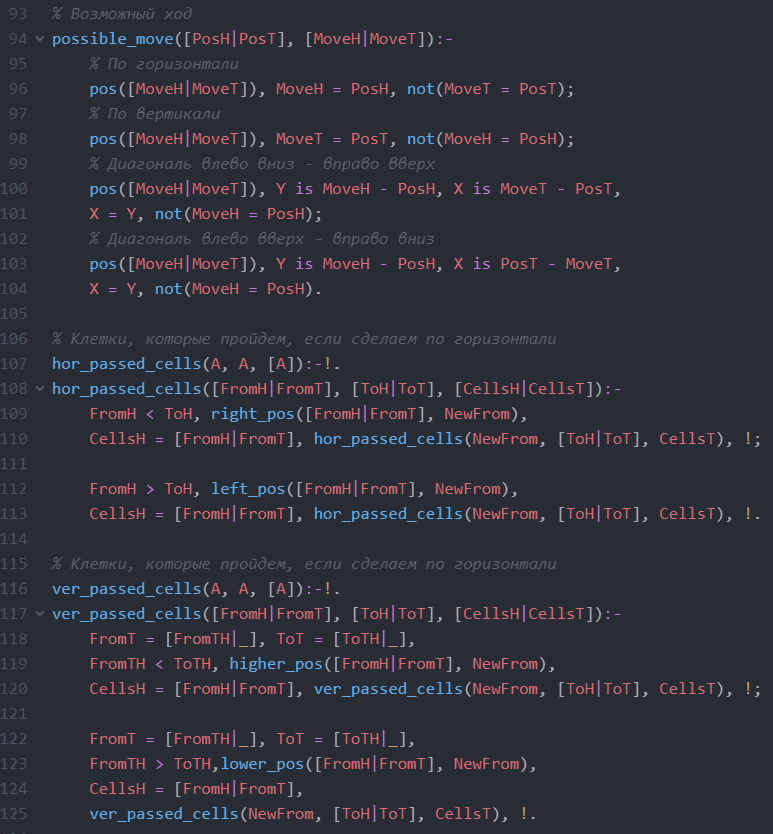 93 % Возможный ход
94 possible_move([PosH|PosT], [MoveH|MoveT]):-
95 % По горизонтали
96 pos([MoveH|MoveT]), MoveH = PosH, not(MoveT = PosT);
97 % По вертикали
98 pos([MoveH|MoveT]), MoveT = PosT, not(MoveH = PosH);
99 % Диагональ влево вниз - вправо вверх
100 pos([MoveH|MoveT]), Y is MoveH - PosH, X is MoveT - PosT,
101 X = Y, not(MoveH = PosH);
102 % Диагональ влево вверх - вправо вниз
103 pos([MoveH|MoveT]), Y is MoveH - PosH, X is PosT - MoveT,
104 X = Y, not(MoveH = PosH).
105
106 % Клетки, которые пройдем, если сделаем по горизонтали
107 hor_passed_cells(A, A, [A]):-!.
108 hor_passed_cells([FromH|FromT], [ToH|ToT], [CellsH|CellsT]):-
109 FromH < ToH, right_pos([FromH|FromT], NewFrom),
110 CellsH = [FromH|FromT], hor_passed_cells(NewFrom, [ToH|ToT], CellsT), !;
111
112 FromH > ToH, left_pos([FromH|FromT], NewFrom),
113 CellsH = [FromH|FromT], hor_passed_cells(NewFrom, [ToH|ToT], CellsT), !.
114
115 % Клетки, которые пройдем, если сделаем по горизонтали
116 ver_passed_cells(A, A, [A]):-!.
117 ver_passed_cells([FromH|FromT], [ToH|ToT], [CellsH|CellsT]):-
118 FromT = [FromTH|_], ToT = [ToTH|_],
119 FromTH < ToTH, higher_pos([FromH|FromT], NewFrom),
120 CellsH = [FromH|FromT], ver_passed_cells(NewFrom, [ToH|ToT], CellsT), !;
121
122 FromT = [FromTH|_], ToT = [ToTH|_],
123 FromTH > ToTH,lower_pos([FromH|FromT], NewFrom),
124 CellsH = [FromH|FromT],
125 ver_passed_cells(NewFrom, [ToH|ToT], CellsT), !.